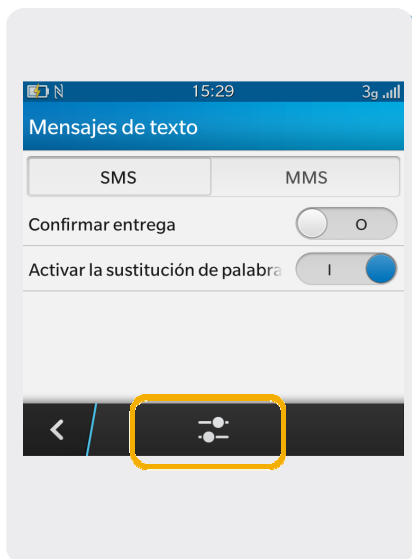 15:29 3g
Mensajes de texto
SMS MMS
Confirmar entrega O
Activar la sustitución de palabra I